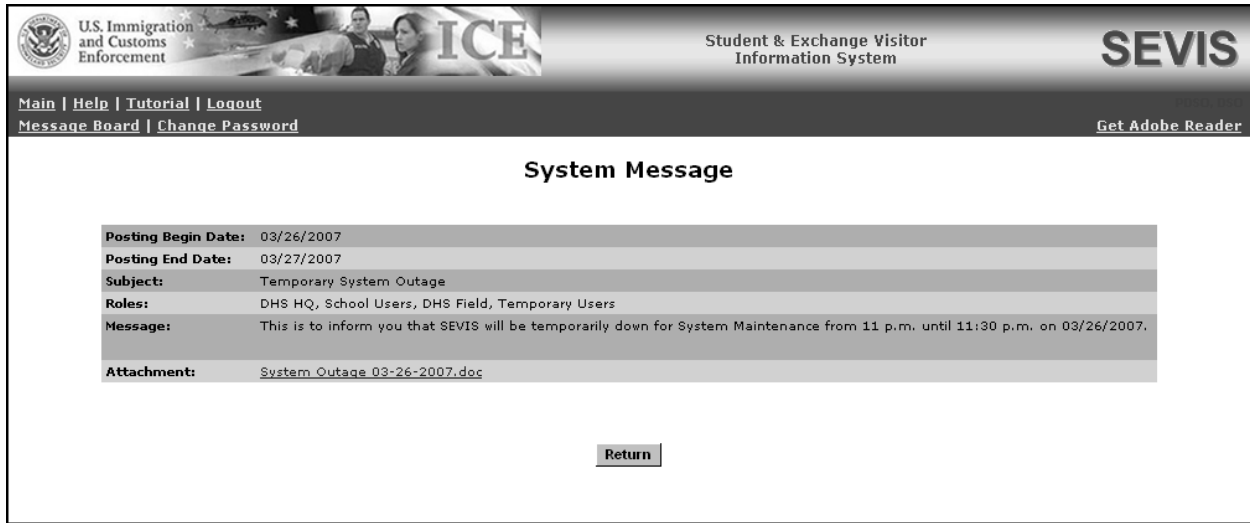 U.S. Immigration
and Customs
Enforcement
ICE
Student & Exchange Visitor
Information System
SEVIS
Main | Help | Tutorial | Logout
Message Board | Change Password
Get Adobe Reader
System Message
Posting Begin Date: 03/26/2007
Posting End Date: 03/27/2007
Subject: Temporary System Outage
Roles: DHS HQ, School Users, DHS Field, Temporary Users
Message: This is to inform you that SEVIS will be temporarily down for System Maintenance from 11 p.m. until 11:30 p.m. on 03/26/2007.
Attachment: System Outage 03-26-2007.doc
Return